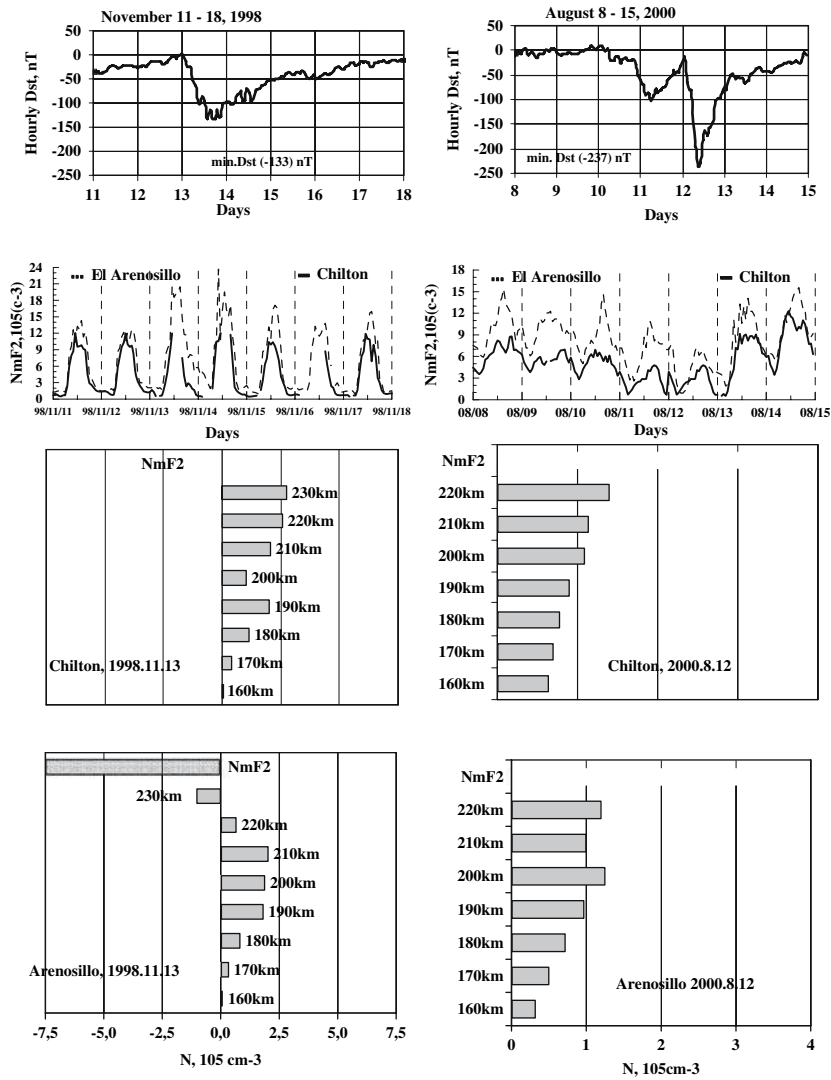 November 11 - 18, 1998
50
0
-50
-100
-150
-200
-250
Hourly Dst, nT
min.Dst (-133) nT
11 12 13 14 15 16 17 18
Days
August 8 - 15, 2000
50
0
-50
-100
-150
-200
-250
Hourly Dst, nT
min. Dst (-237) nT
8 9 10 11 12 13 14 15
Days
24
21
18
15
12
9
6
3
0
NmF2,105(c-3)
El Arenosillo
Chilton
98/11/11 98/11/12 98/11/13 98/11/14 98/11/15 98/11/16 98/11/17 98/11/18
Days
18
15
12
9
6
3
0
NmF2,105(c-3)
El Arenosillo
Chilton
08/08 08/09 08/10 08/11 08/12 08/13 08/14 08/15
Days
NmF2
230km
220km
210km
200km
190km
180km
170km
160km
Chilton, 1998.11.13
NmF2
220km
210km
200km
190km
180km
170km
160km
Chilton, 2000.8.12
NmF2
230km
220km
210km
200km
190km
180km
170km
160km
Arenosillo, 1998.11.13
-7,5 -5,0 -2,5 0,0 2,5 5,0 7,5
N, 105 cm-3
NmF2
220km
210km
200km
190km
180km
170km
160km
Arenosillo 2000.8.12
0 1 2 3 4
N, 105cm-3